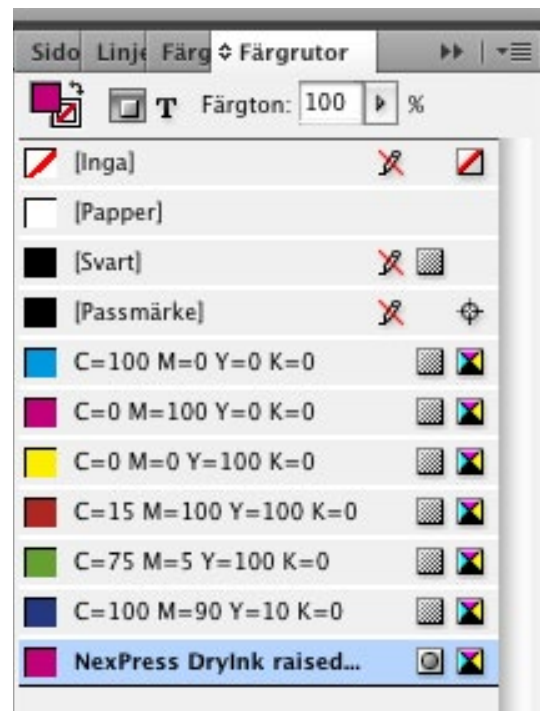 Sido Linje Färg Färgrutor
T Färgton: 100 %
[Inga]
[Papper]
[Svart]
[Passmärke]
C=100 M=0 Y=0 K=0
C=0 M=100 Y=0 K=0
C=0 M=0 Y=100 K=0
C=15 M=100 Y=100 K=0
C=75 M=5 Y=100 K=0
C=100 M=90 Y=10 K=0
NexPress DryInk raised...